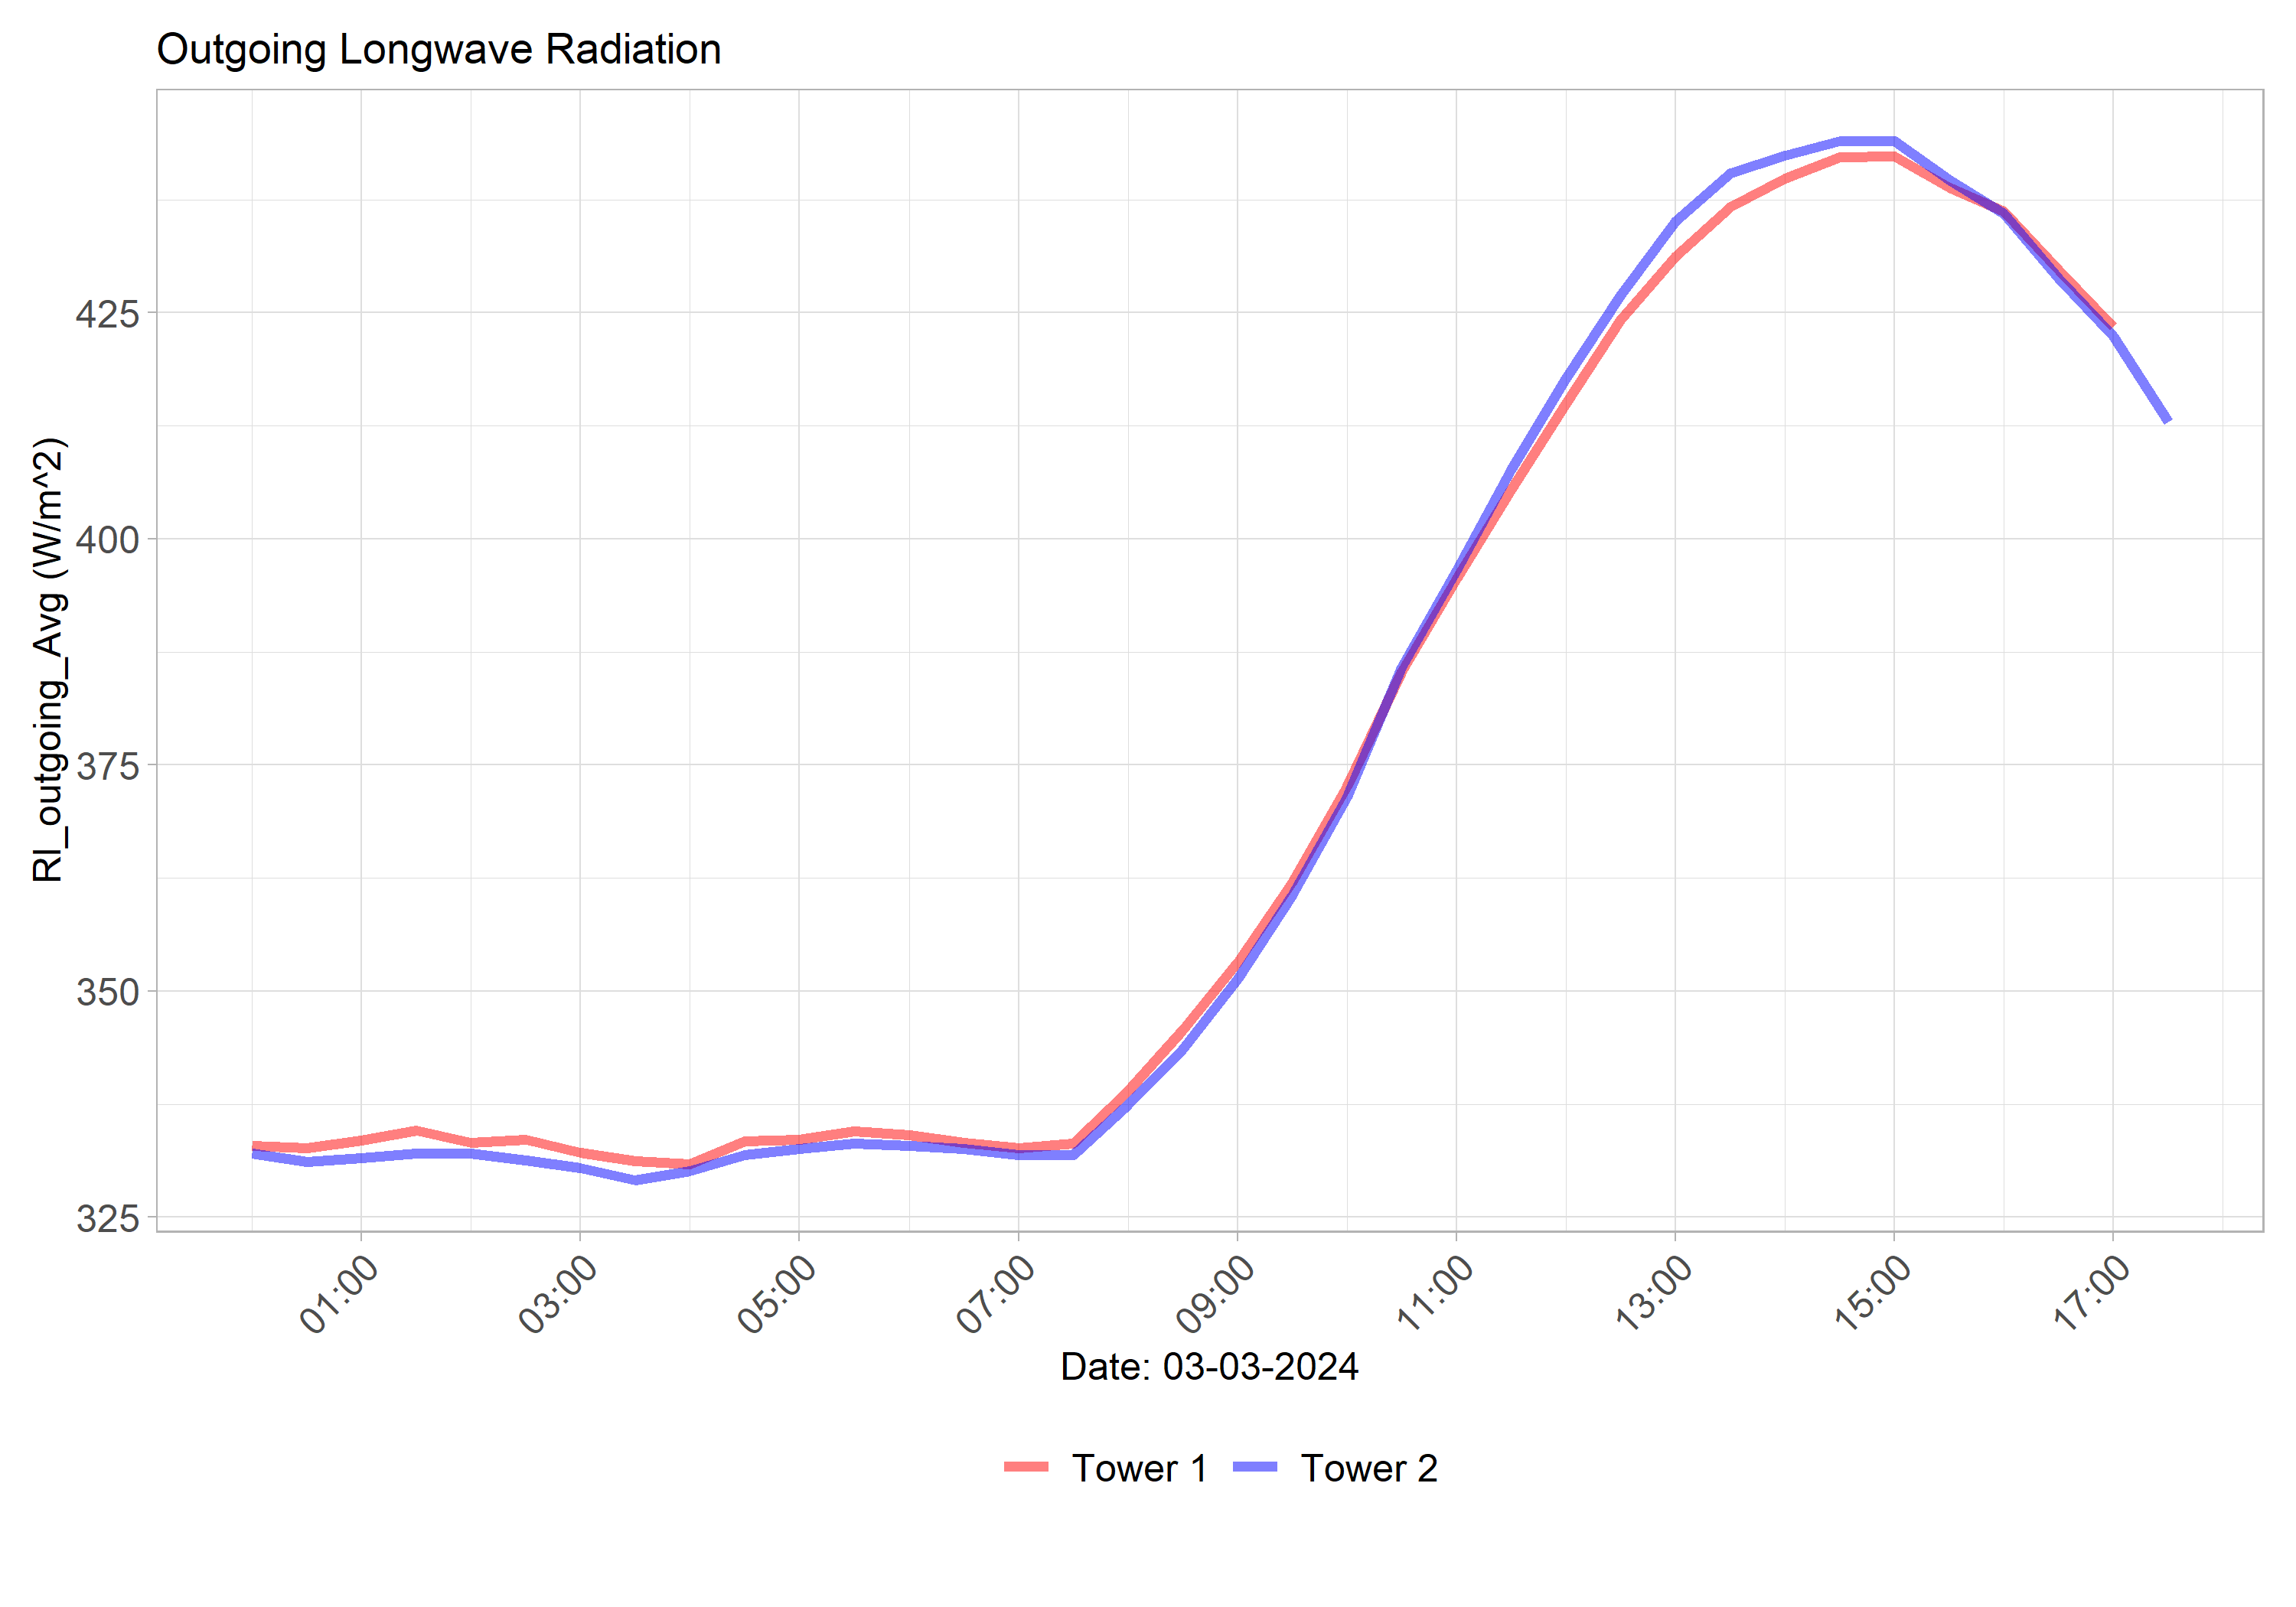 Outgoing Longwave Radiation
Rl_outgoing_Avg (W/m^2)
425
400
375
350
325
01:00 03:00 05:00 07:00 09:00 11:00 13:00 15:00 17:00
Date: 03-03-2024
Tower 1 Tower 2